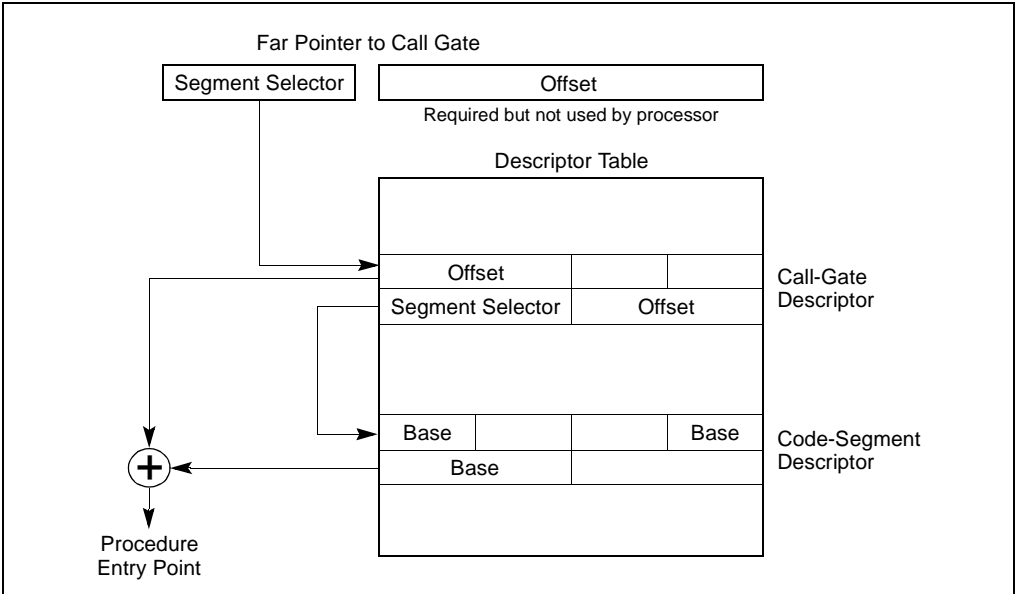 Far Pointer to Call Gate
Segment Selector
Offset
Required but not used by processor
Descriptor Table
Offset
Call-Gate
Descriptor
Segment Selector
Offset
Base
Base
Code-Segment
Descriptor
Base
Procedure
Entry Point